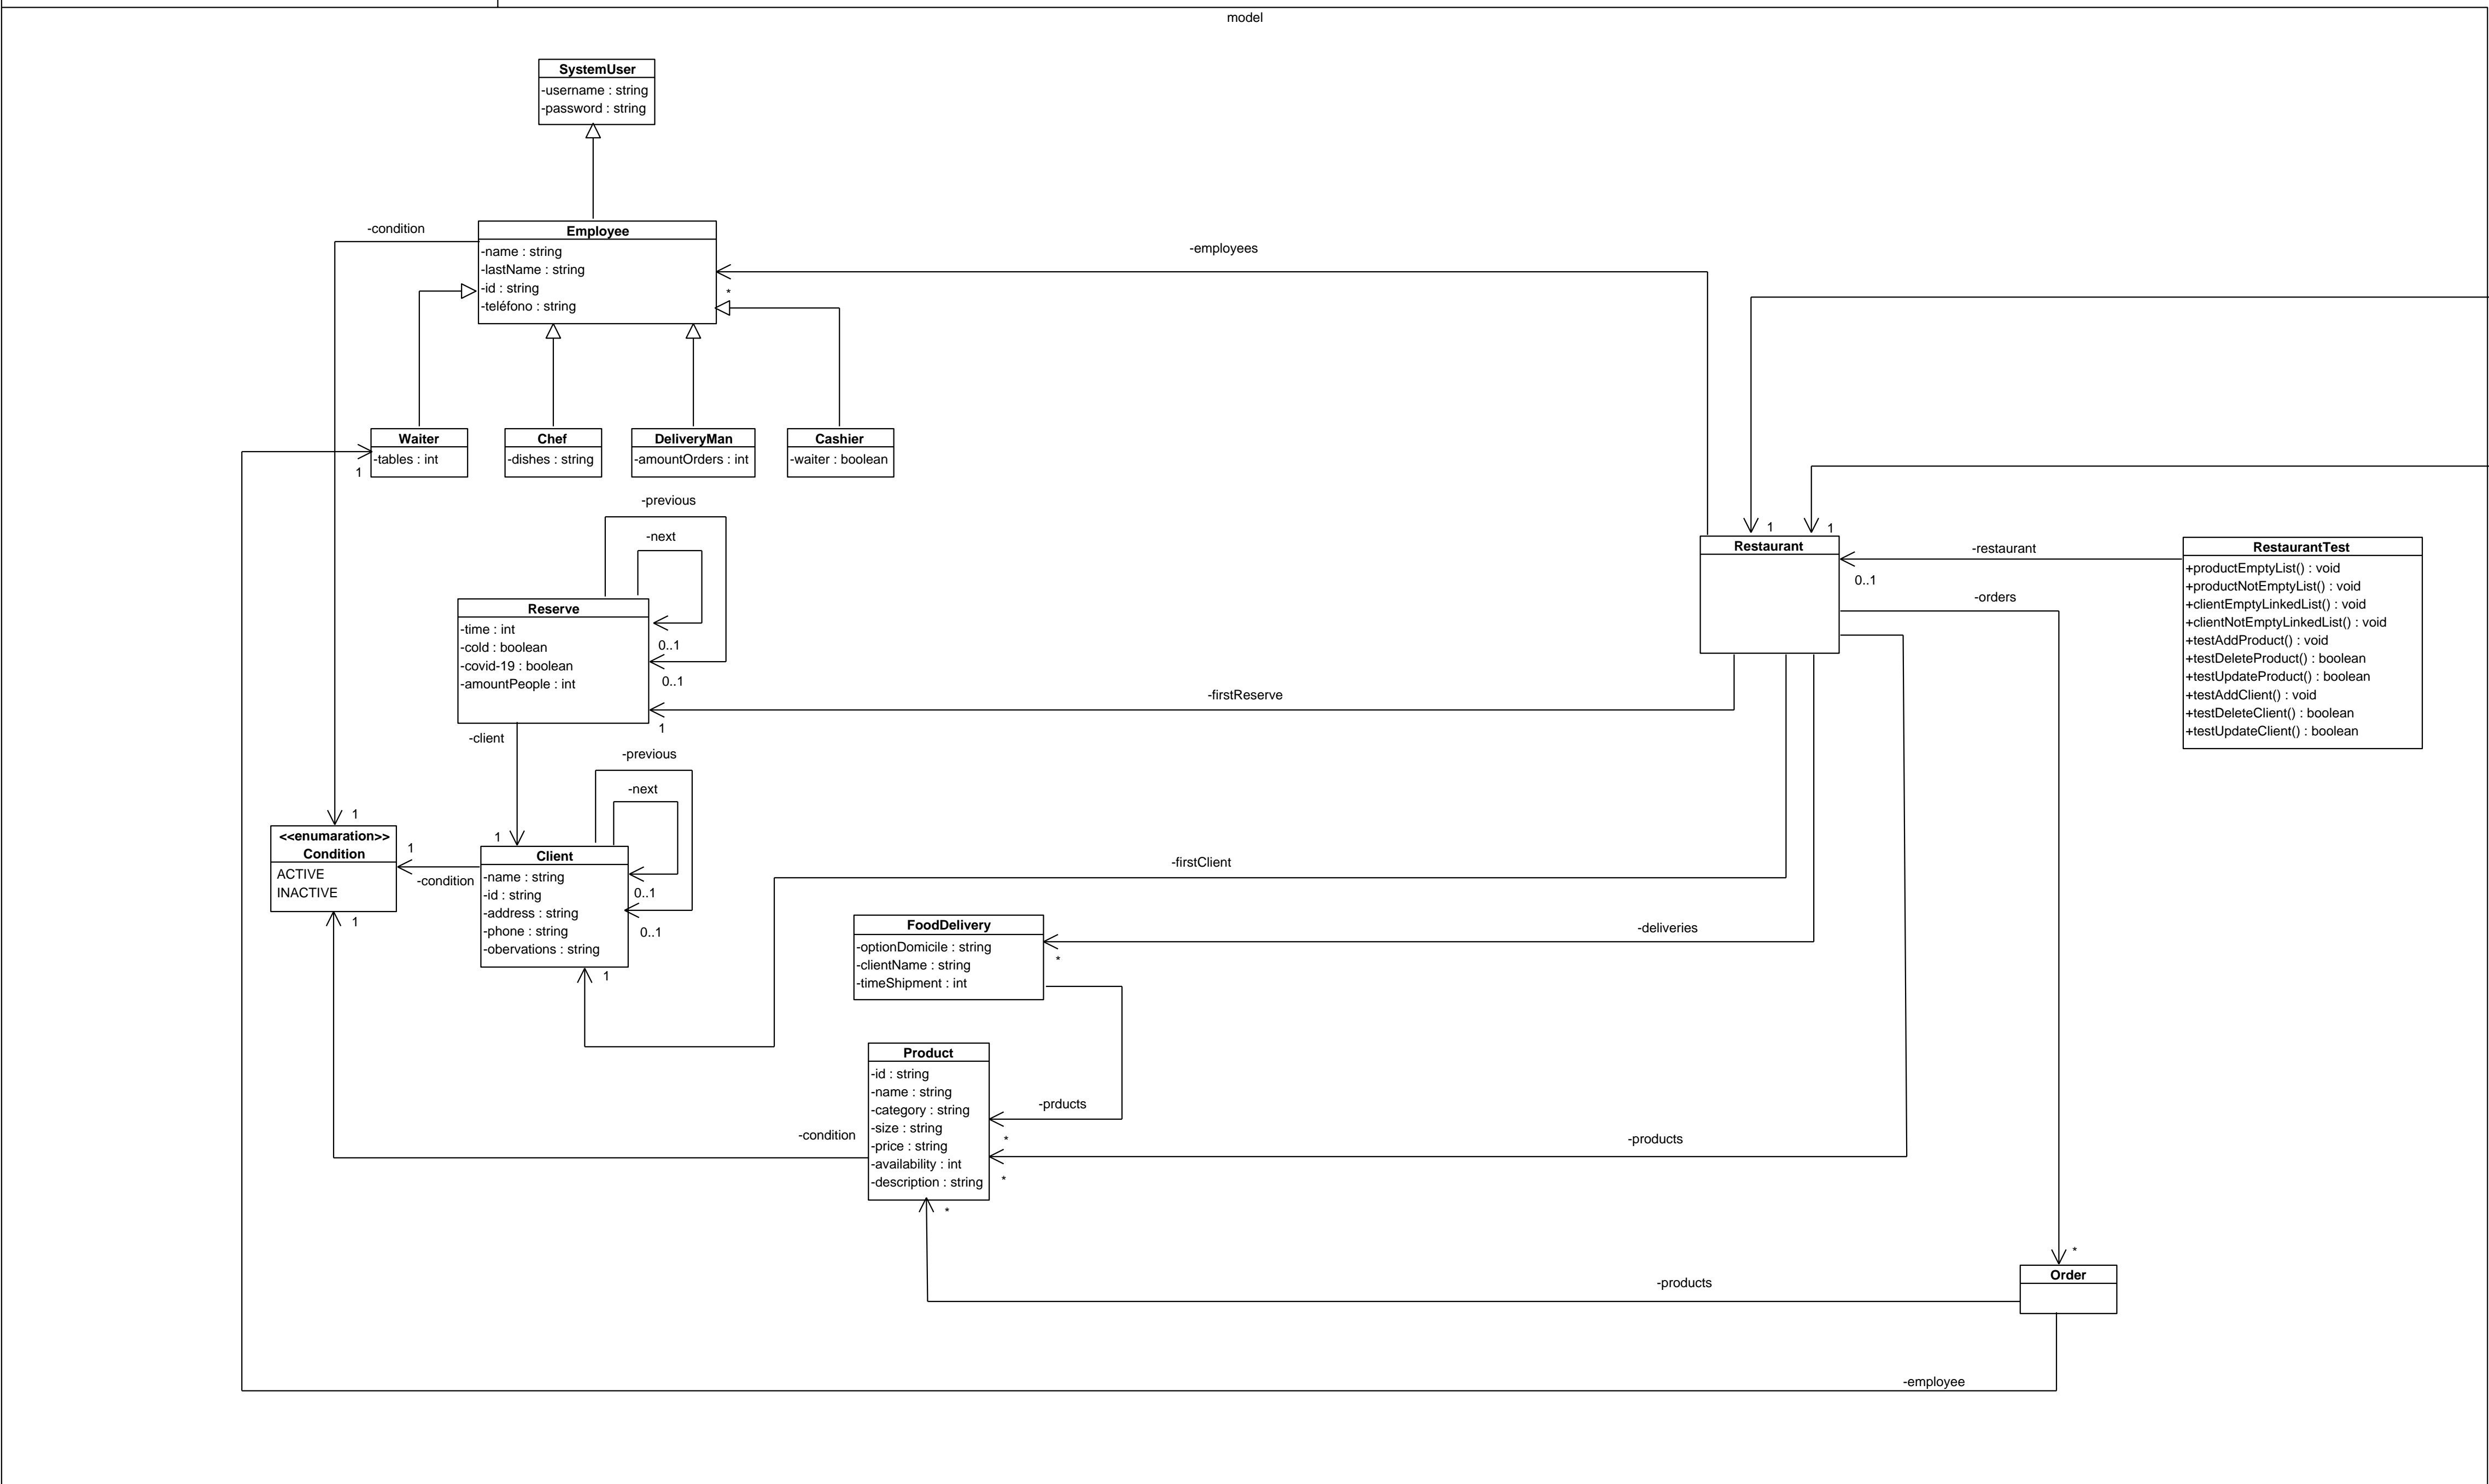 model
SystemUser
-username : string
-password : string
-condition
Employee
-name : string
-lastName : string
-id : string
-teléfono : string
-employees
*
Waiter
-tables : int
1
Chef
-dishes : string
DeliveryMan
-amountOrders : int
Cashier
-waiter : boolean
-previous
-next
Reserve
-time : int
-cold : boolean
-covid-19 : boolean
-amountPeople : int
0..1
0..1
1
-firstReserve
1
1
Restaurant
-restaurant
0..1
-orders
RestaurantTest
+productEmptyList() : void
+productNotEmptyList() : void
+clientEmptyLinkedList() : void
+clientNotEmptyLinkedList() : void
+testAddProduct() : void
+testDeleteProduct() : boolean
+testUpdateProduct() : boolean
+testAddClient() : void
+testDeleteClient() : boolean
+testUpdateClient() : boolean
-client
-previous
-next
1
<<enumaration>>
Condition
ACTIVE
INACTIVE
1
1
-condition
1
Client
-name : string
-id : string
-address : string
-phone : string
-obervations : string
0..1
0..1
1
-firstClient
FoodDelivery
-optionDomicile : string
-clientName : string
-timeShipment : int
-deliveries
*
Product
-id : string
-name : string
-category : string
-size : string
-price : string
-availability : int
-description : string
-prducts
*
-condition
-products
*
*
-products
*
Order
-employee